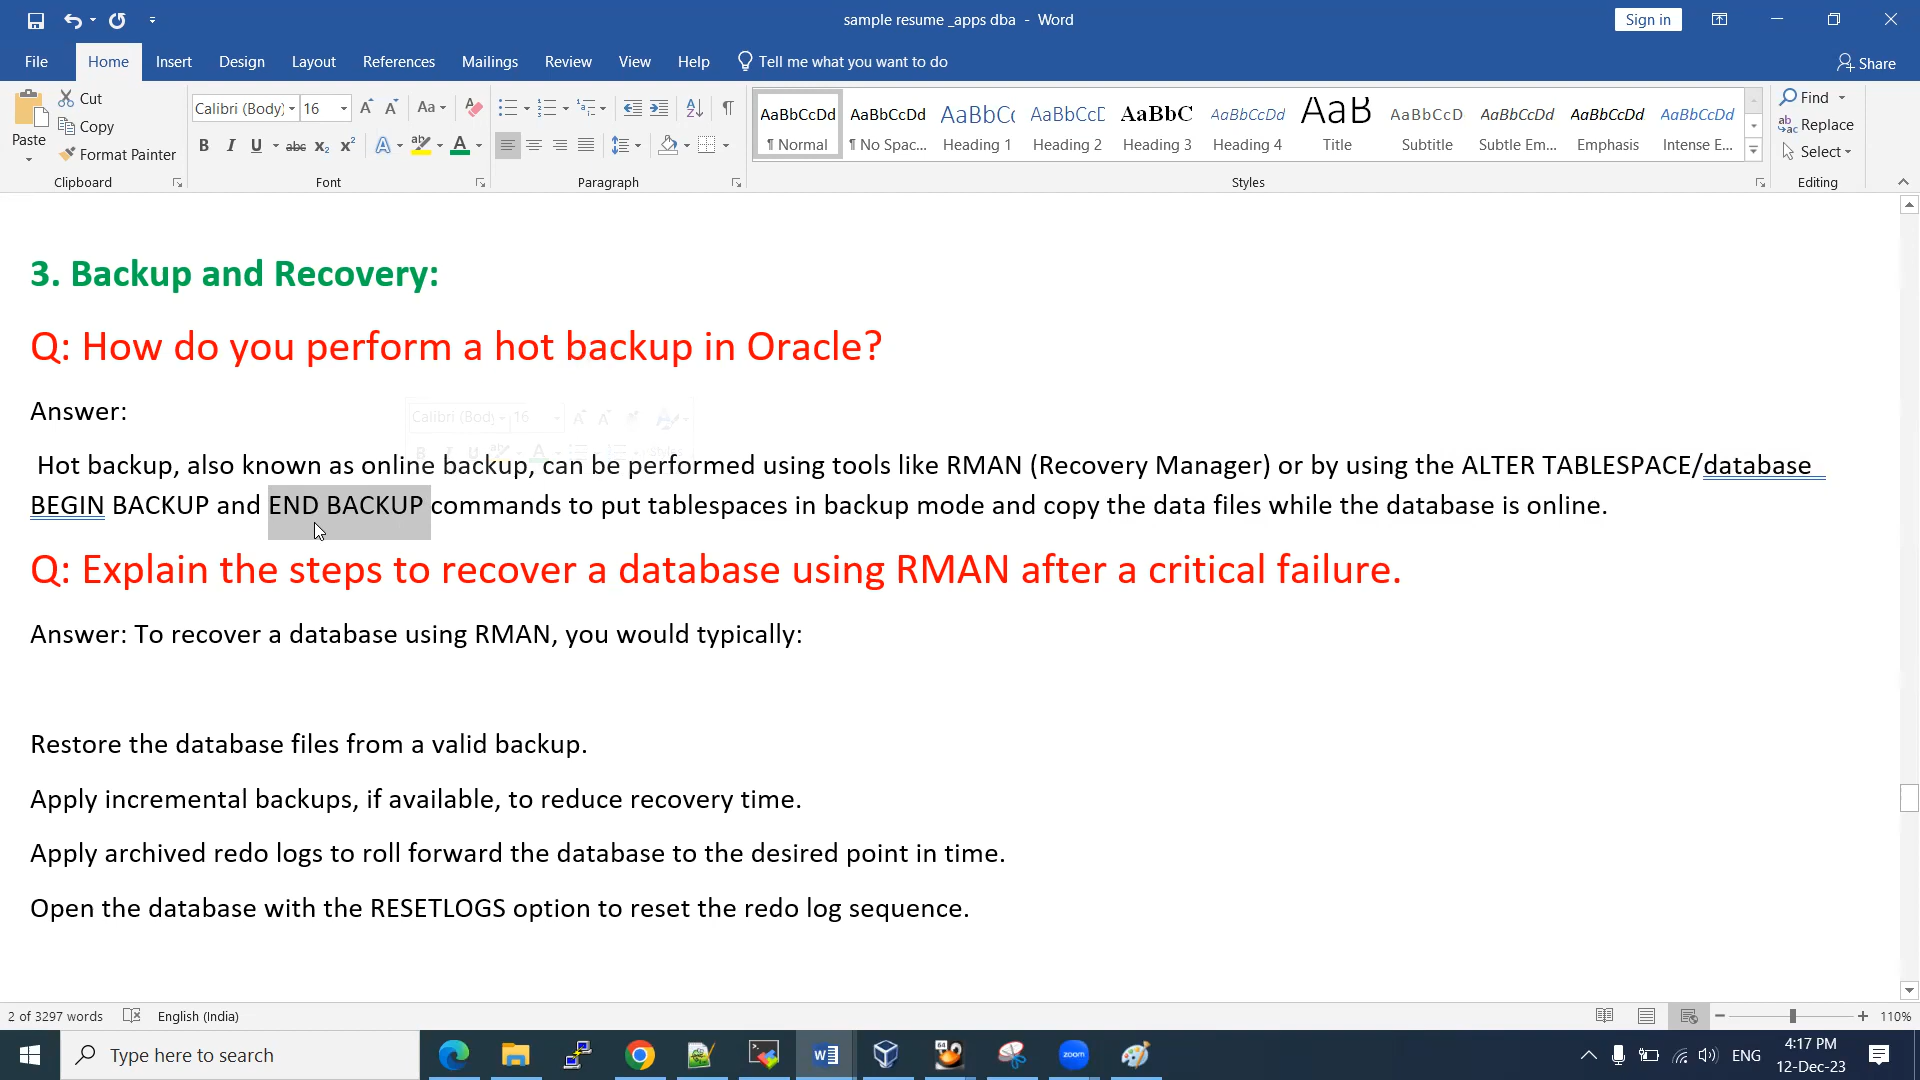 sample resume _apps dba - Word
Sign in
File Home Insert Design Layout References Mailings Review View Help Tell me what you want to do Share
Paste
Cut
Copy
Format Painter
Clipboard
Calibri (Body) 16
Font
Paragraph
AaBbCcDd AaBbCcDd AaBbC AaBbCcC AaBbC AaBbCcDd AaB AaBbCcD AaBbCcDd AaBbCcDd AaBbCcDd
¶ Normal ¶ No Spac... Heading 1 Heading 2 Heading 3 Heading 4 Title Subtitle Subtle Em... Emphasis Intense E...
Styles
Find
Replace
Select
Editing
3. Backup and Recovery:
Q: How do you perform a hot backup in Oracle?
Answer:
Calibri (Body 16
Hot backup, also known as online backup, can be performed using tools like RMAN (Recovery Manager) or by using the ALTER TABLESPACE/database
BEGIN BACKUP and END BACKUP commands to put tablespaces in backup mode and copy the data files while the database is online.
Q: Explain the steps to recover a database using RMAN after a critical failure.
Answer: To recover a database using RMAN, you would typically:
Restore the database files from a valid backup.
Apply incremental backups, if available, to reduce recovery time.
Apply archived redo logs to roll forward the database to the desired point in time.
Open the database with the RESETLOGS option to reset the redo log sequence.
2 of 3297 words English (India) 110%
Type here to search
zoom
ENG
4:17 PM
12-Dec-23